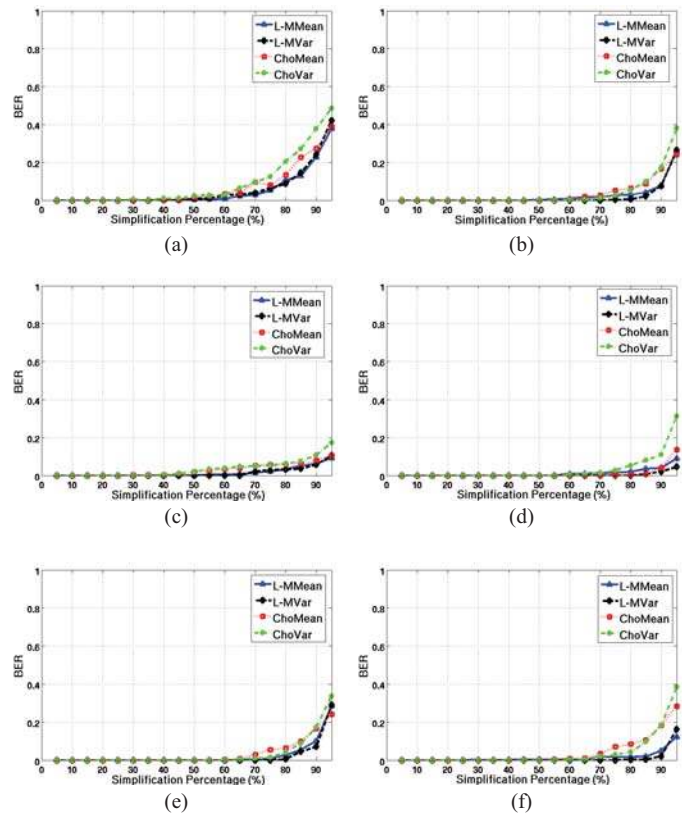 1
0.8
0.6
0.4
0.2
0
BER
L-MMean
L-MVar
ChoMean
ChoVar
0 10 20 30 40 50 60 70 80 90
Simplification Percentage (%)
(a)
1
0.8
0.6
0.4
0.2
0
BER
L-MMean
L-MVar
ChoMean
ChoVar
0 10 20 30 40 50 60 70 80 90
Simplification Percentage (%)
(b)
1
0.8
0.6
0.4
0.2
0
BER
L-MMean
L-MVar
ChoMean
ChoVar
0 10 20 30 40 50 60 70 80 90
Simplification Percentage (%)
(c)
1
0.8
0.6
0.4
0.2
0
BER
L-MMean
L-MVar
ChoMean
ChoVar
0 10 20 30 40 50 60 70 80 90
Simplification Percentage (%)
(d)
1
0.8
0.6
0.4
0.2
0
BER
L-MMean
L-MVar
ChoMean
ChoVar
0 10 20 30 40 50 60 70 80 90
Simplification Percentage (%)
(e)
1
0.8
0.6
0.4
0.2
0
BER
L-MMean
L-MVar
ChoMean
ChoVar
0 10 20 30 40 50 60 70 80 90
Simplification Percentage (%)
(f)